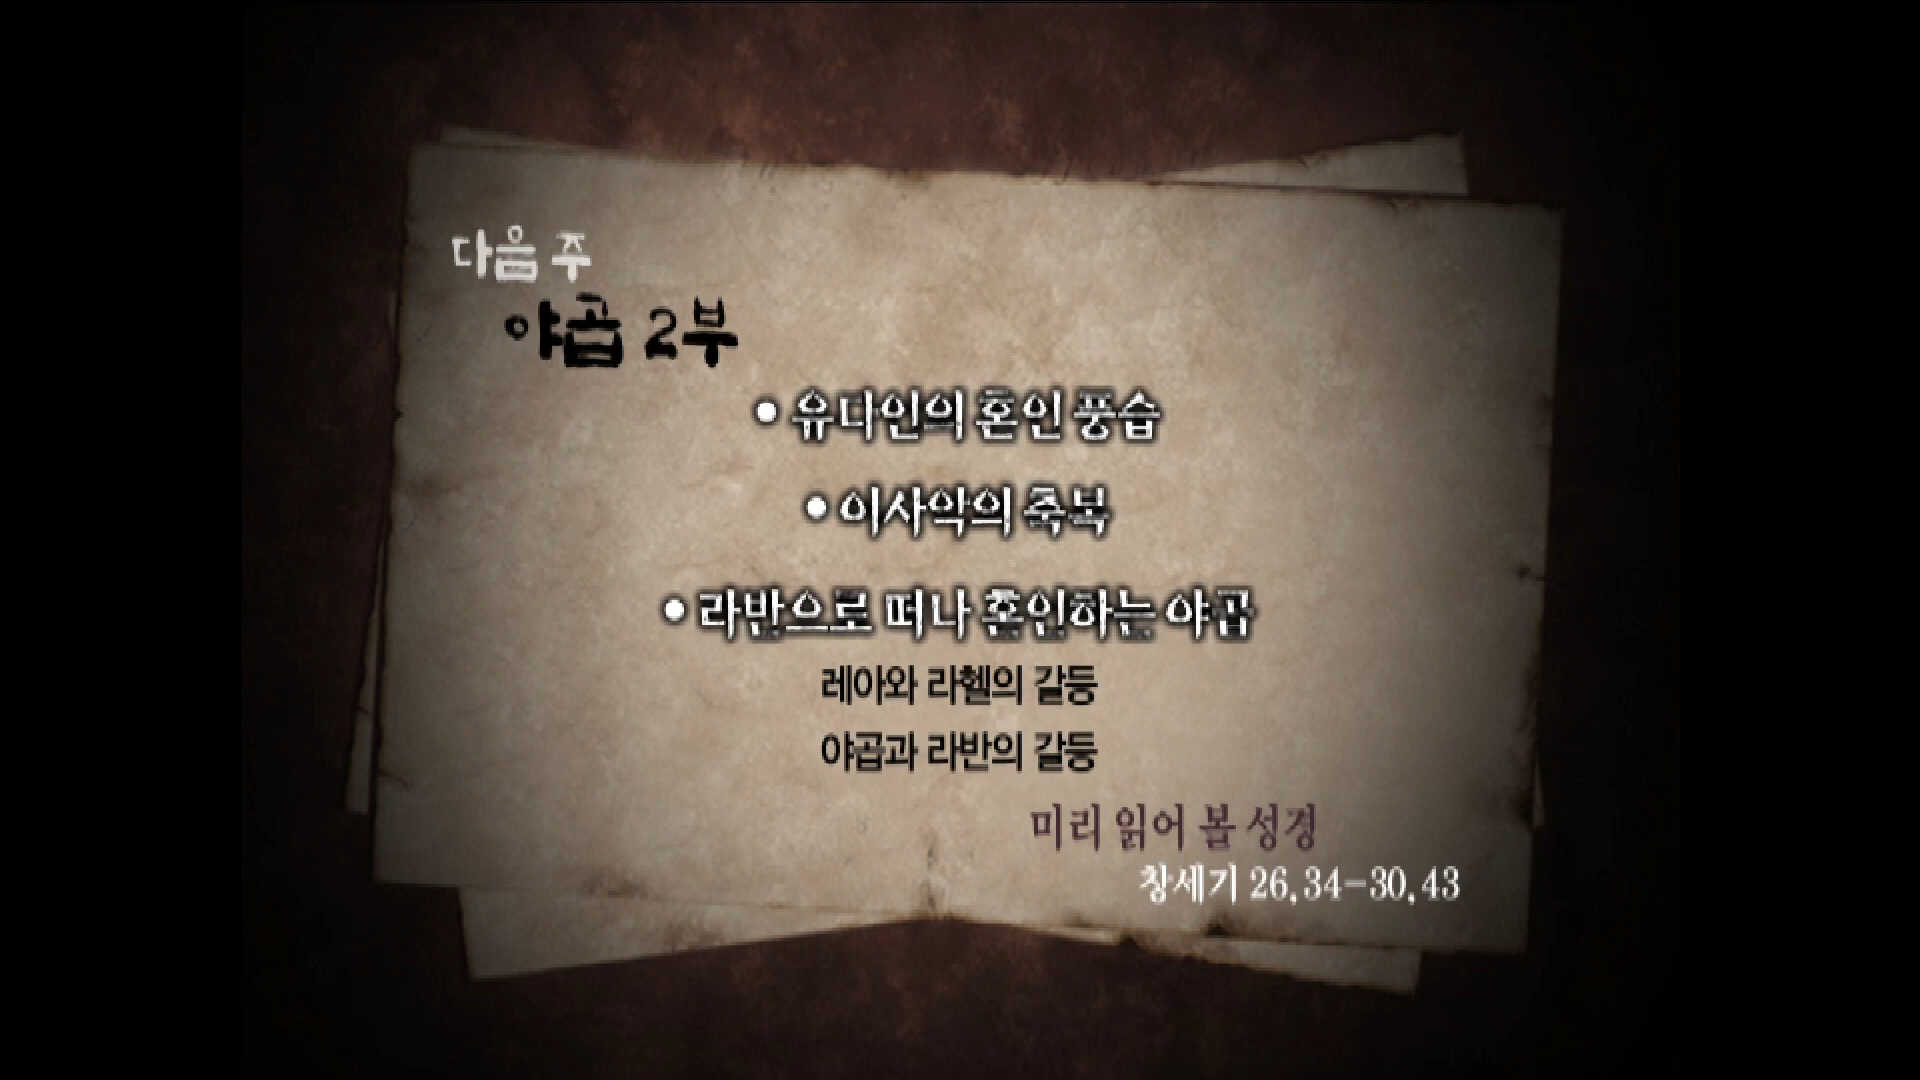 다음 주
야곱 2부
• 유다인의 혼인 풍습
• 이사악의 축복
• 라반으로 떠나 혼인하는 야곱
레아와 라헬의 갈등
야곱과 라반의 갈등
미리 읽어 볼 성경
창세기 26,34-30,43